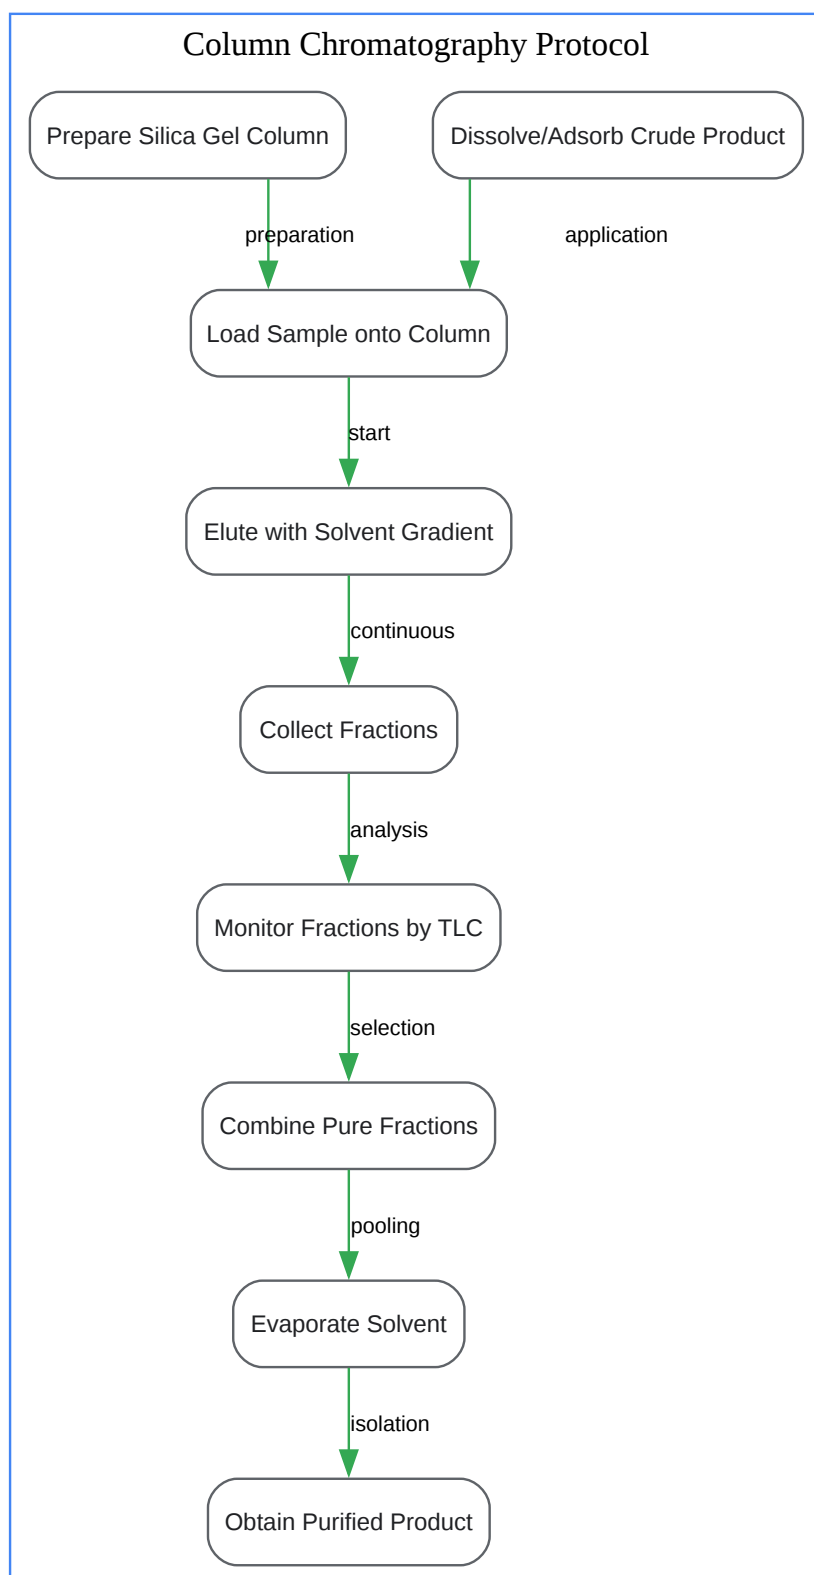 Column Chromatography Protocol
Prepare Silica Gel Column
Dissolve/Adsorb Crude Product
preparation
application
Load Sample onto Column
start
Elute with Solvent Gradient
continuous
Collect Fractions
analysis
Monitor Fractions by TLC
selection
Combine Pure Fractions
pooling
Evaporate Solvent
isolation
Obtain Purified Product